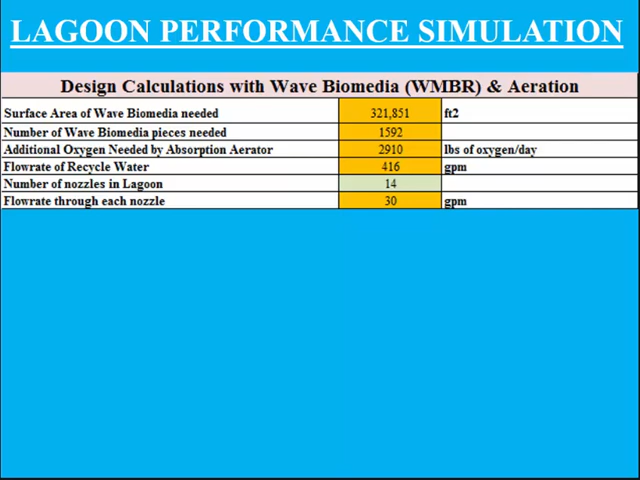 LAGOON PERFORMANCE SIMULATION
Design Calculations with Wave Biomedia (WMBR) & Aeration
Surface Area of Wave Biomedia needed 321,851 ft2
Number of Wave Biomedia pieces needed 1592
Additional Oxygen Needed by Absorption Aerator 2910 lbs of oxygen/day
Flowrate of Recycle Water 416 gpm
Number of nozzles in Lagoon 14
Flowrate through each nozzle 30 gpm